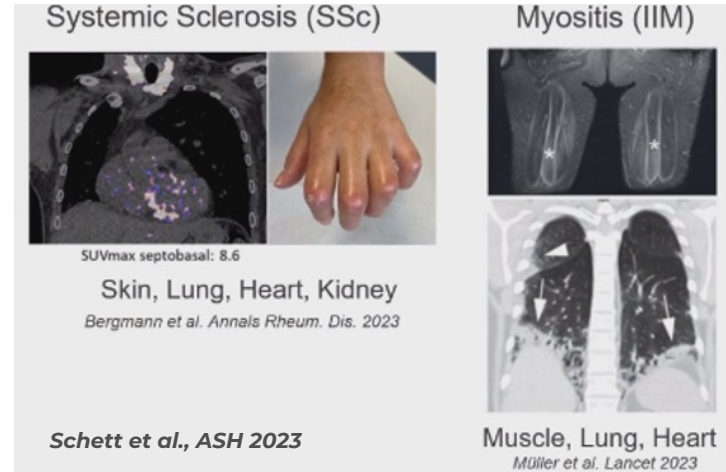 Systemic Sclerosis (SSc)
SUVmax septobasal: 8.6
Skin, Lung, Heart, Kidney
Bergmann et al. Annals Rheum. Dis. 2023
Schett et al., ASH 2023
Myositis (IIM)
*
*
Muscle, Lung, Heart
Müller et al. Lancet 2023